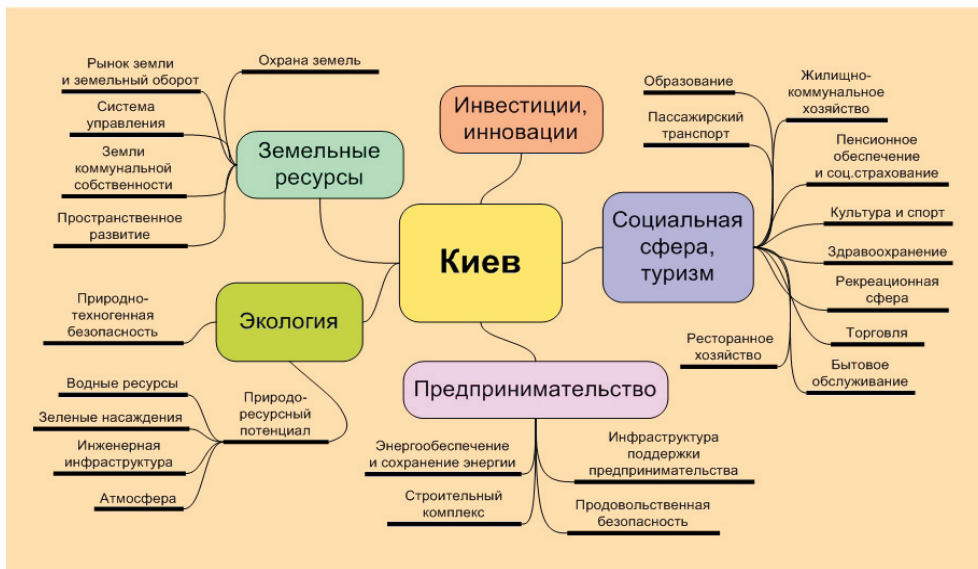 Рынок земли
и земельный оборот
Охрана земель
Система
управления
Земли
коммунальной
собственности
Пространственное
развитие
Земельные
ресурсы
Инвестиции,
инновации
Образование
Пассажирский
транспорт
Жилищно-
коммунальное
хозяйство
Пенсионное
обеспечение
и соц.страхование
Культура и спорт
Здравоохранение
Рекреационная
сфера
Торговля
Бытовое
обслуживание
Ресторанное
хозяйство
Социальная
сфера,
туризм
Киев
Экология
Природно-
техногенная
безопасность
Природо-
ресурсный
потенциал
Водные ресурсы
Зеленые насаждения
Инженерная
инфраструктура
Атмосфера
Предпринимательство
Энергообеспечение
и сохранение энергии
Строительный
комплекс
Инфраструктура
поддержки
предпринимательства
Продовольственная
безопасность